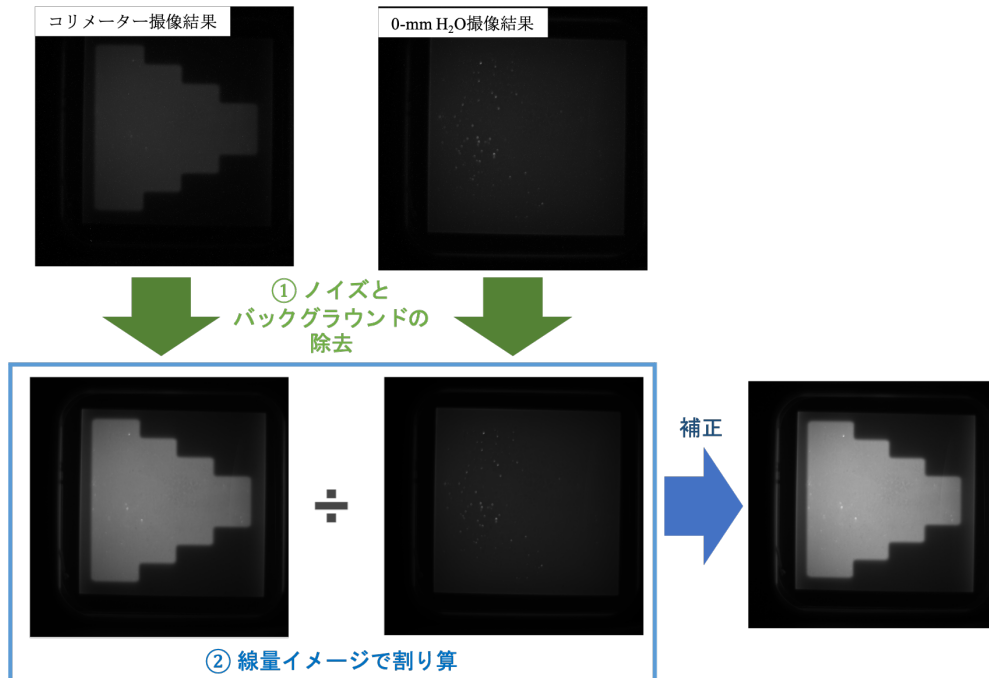 コリメーター撮像結果
0-mm H₂O撮像結果
① ノイズと
バックグラウンドの
除去
補正
÷
② 線量イメージで割り算